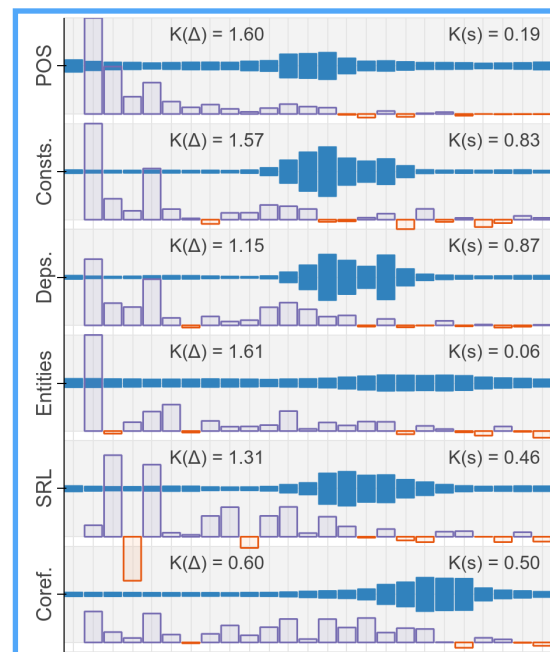 POS K(Δ) = 1.60 K(s) = 0.19
Consts. K(Δ) = 1.57 K(s) = 0.83
Deps. K(Δ) = 1.15 K(s) = 0.87
Entities K(Δ) = 1.61 K(s) = 0.06
SRL K(Δ) = 1.31 K(s) = 0.46
Coref. K(Δ) = 0.60 K(s) = 0.50